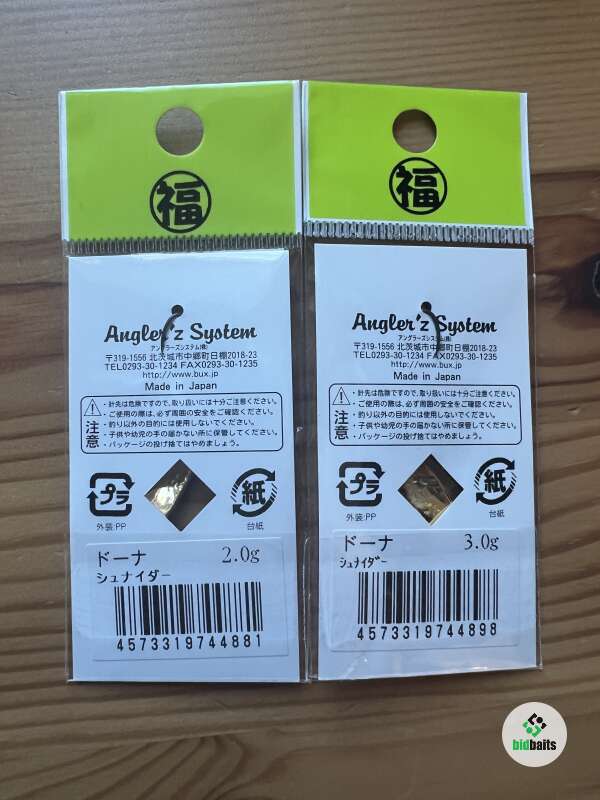 福
Angler'z System
アングラーズシステム(株)
〒319-1556 北茨城市中郷町日棚2018-23
TEL0293-30-1234 FAX0293-30-1235
http://www.bux.jp
Made in Japan
注意
・針先は危険ですので、取り扱いには十分ご注意ください。
・ご使用の際は、必ず周囲の安全をご確認ください。
・釣り以外の目的には使用しないでください。
・子供や幼児の手の届かない所に保管してください。
・パッケージの投げ捨てはやめましょう。
プラ
外装:PP
紙
台紙
ドーナ 2.0g
シュナイダー
4573319744881
福
Angler'z System
アングラーズシステム(株)
〒319-1556 北茨城市中郷町日棚2018-23
TEL0293-30-1234 FAX0293-30-1235
http://www.bux.jp
Made in Japan
注意
・針先は危険ですので、取り扱いには十分ご注意ください。
・ご使用の際は、必ず周囲の安全をご確認ください。
・釣り以外の目的には使用しないでください。
・子供や幼児の手の届かない所に保管してください。
・パッケージの投げ捨てはやめましょう。
プラ
外装:PP
紙
台紙
ドーナ 3.0g
ｼｭﾅｲﾀﾞｰ
4573319744898
bidbaits